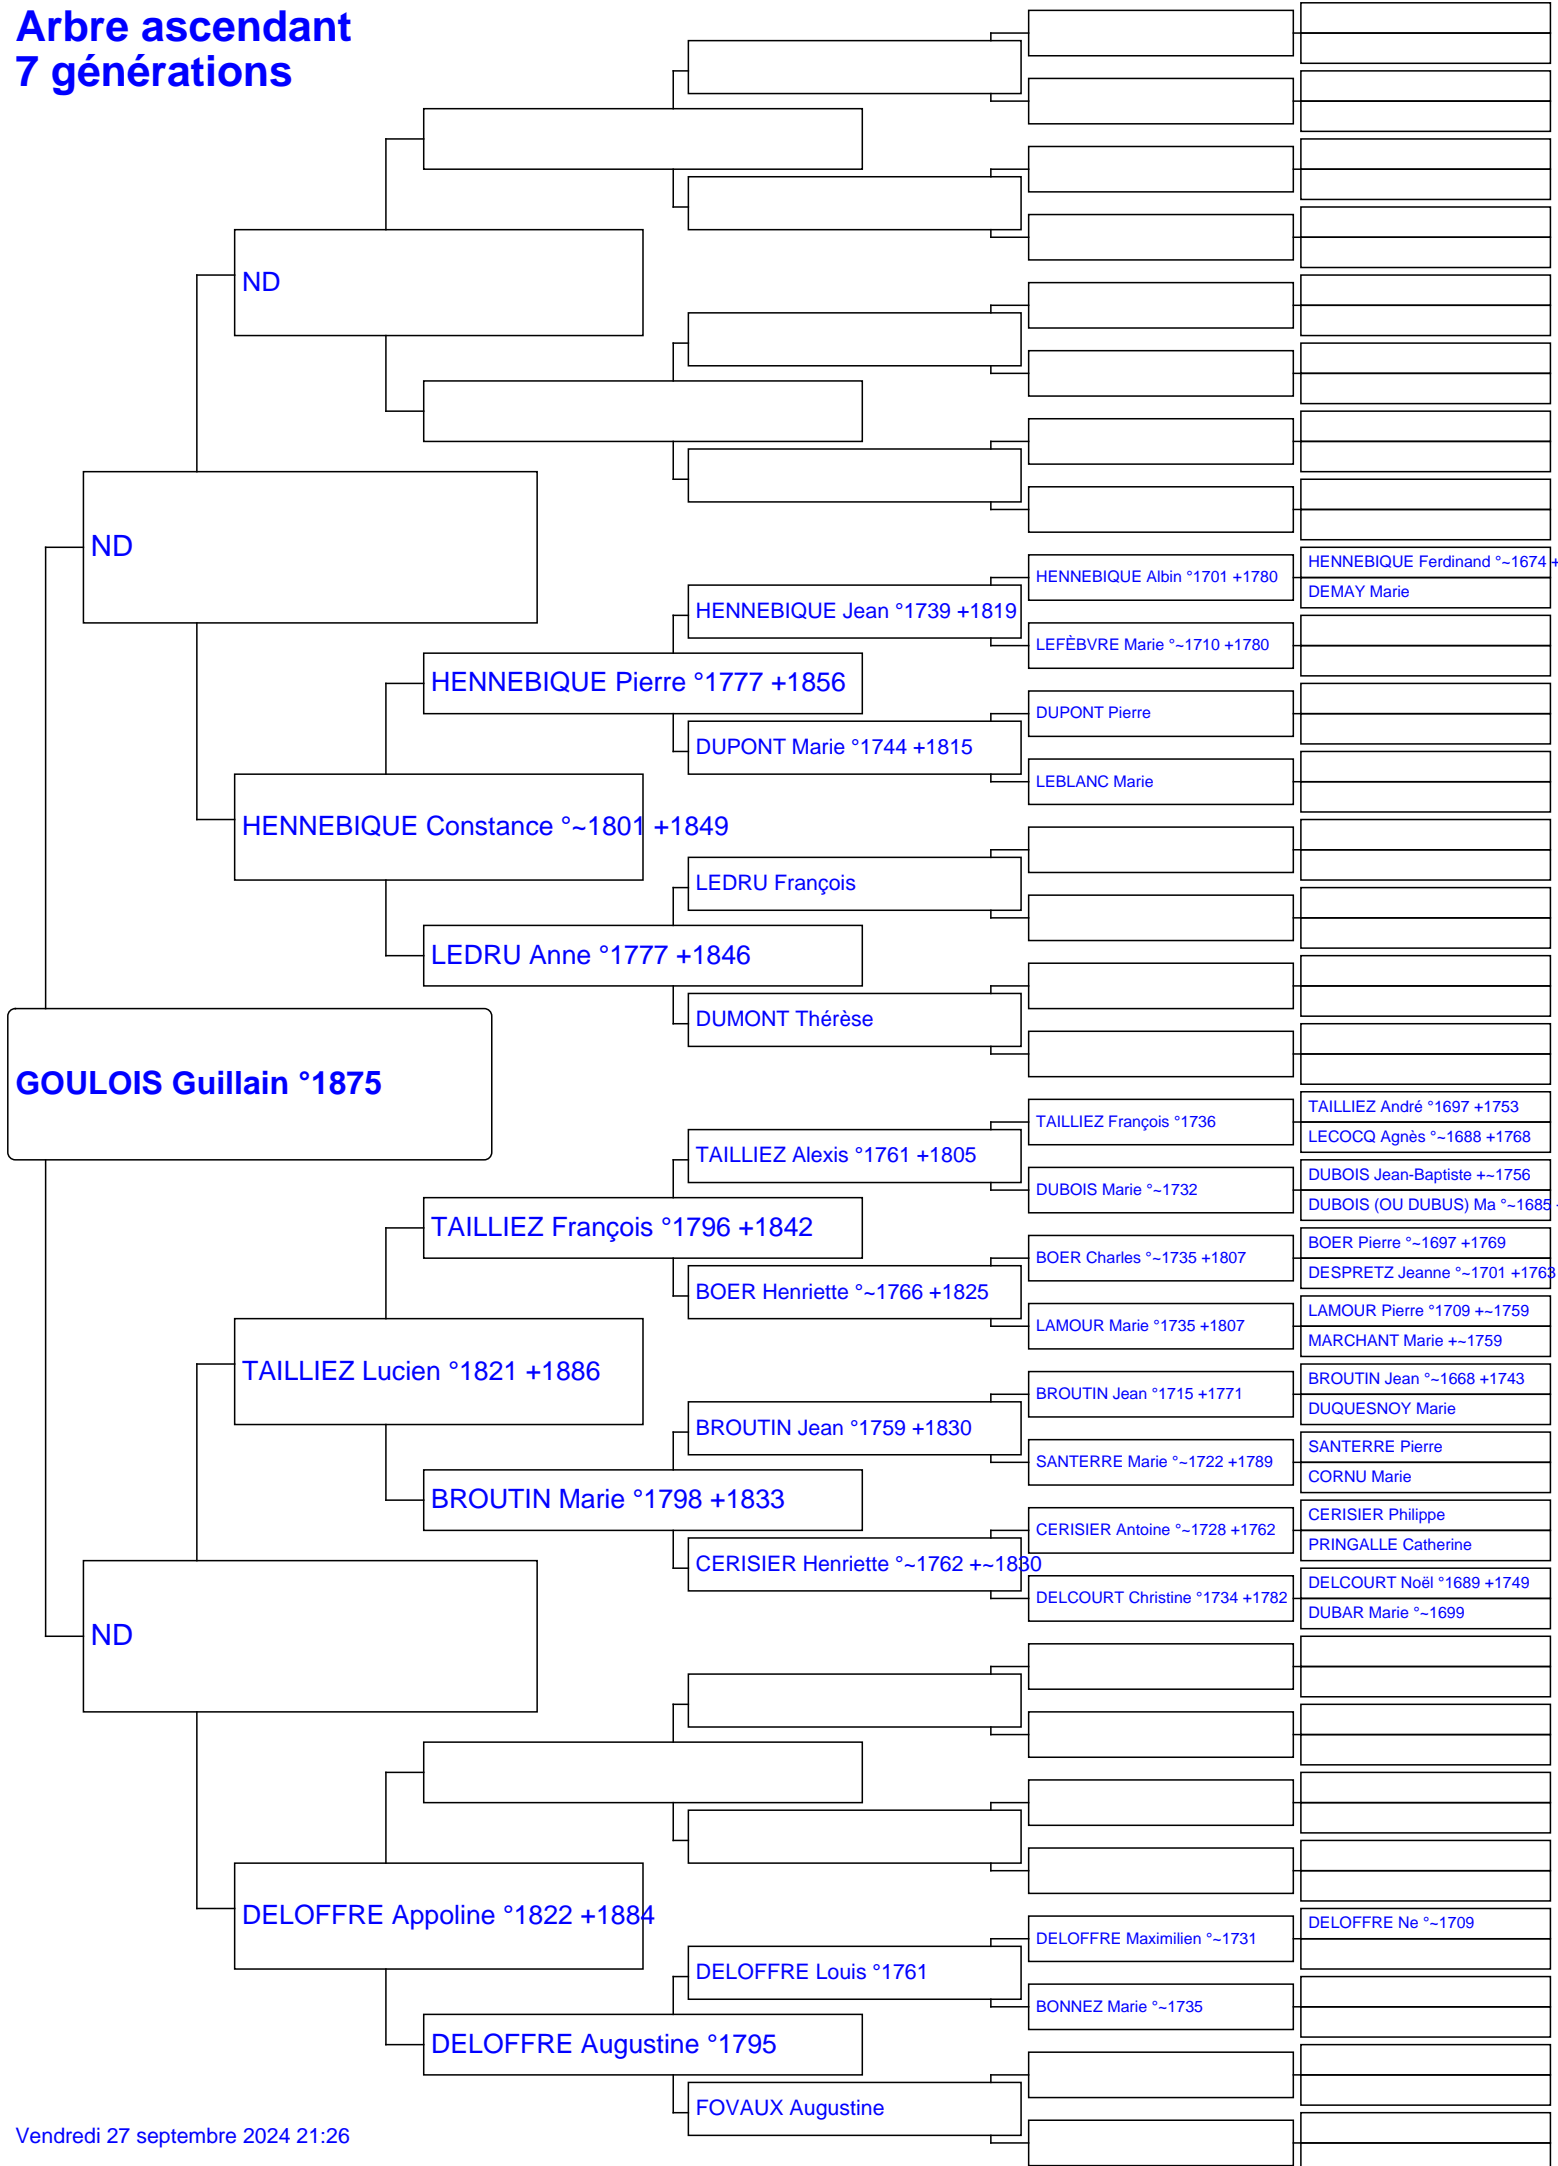 Arbre ascendant
7 générations
ND
ND
HENNEBIQUE Ferdinand °~1674 +
HENNEBIQUE Albin °1701 +1780
DEMAY Marie
HENNEBIQUE Jean °1739 +1819
LEFÈBVRE Marie °~1710 +1780
HENNEBIQUE Pierre °1777 +1856
DUPONT Pierre
DUPONT Marie °1744 +1815
LEBLANC Marie
HENNEBIQUE Constance °~1801 +1849
LEDRU François
LEDRU Anne °1777 +1846
DUMONT Thérèse
GOULOIS Guillain °1875
TAILLIEZ André °1697 +1753
TAILLIEZ François °1736
LECOCQ Agnès °~1688 +1768
TAILLIEZ Alexis °1761 +1805
DUBOIS Jean-Baptiste +~1756
DUBOIS Marie °~1732
DUBOIS (OU DUBUS) Ma °~1685
TAILLIEZ François °1796 +1842
BOER Pierre °~1697 +1769
BOER Charles °~1735 +1807
DESPRETZ Jeanne °~1701 +1763
BOER Henriette °~1766 +1825
LAMOUR Pierre °1709 +~1759
LAMOUR Marie °1735 +1807
MARCHANT Marie +~1759
TAILLIEZ Lucien °1821 +1886
BROUTIN Jean °~1668 +1743
BROUTIN Jean °1715 +1771
DUQUESNOY Marie
BROUTIN Jean °1759 +1830
SANTERRE Pierre
SANTERRE Marie °~1722 +1789
CORNU Marie
BROUTIN Marie °1798 +1833
CERISIER Philippe
CERISIER Antoine °~1728 +1762
PRINGALLE Catherine
CERISIER Henriette °~1762 +~1830
DELCOURT Noël °1689 +1749
DELCOURT Christine °1734 +1782
DUBAR Marie °~1699
ND
DELOFFRE Appoline °1822 +1884
DELOFFRE Ne °~1709
DELOFFRE Maximilien °~1731
DELOFFRE Louis °1761
BONNEZ Marie °~1735
DELOFFRE Augustine °1795
FOVAUX Augustine
Vendredi 27 septembre 2024 21:26